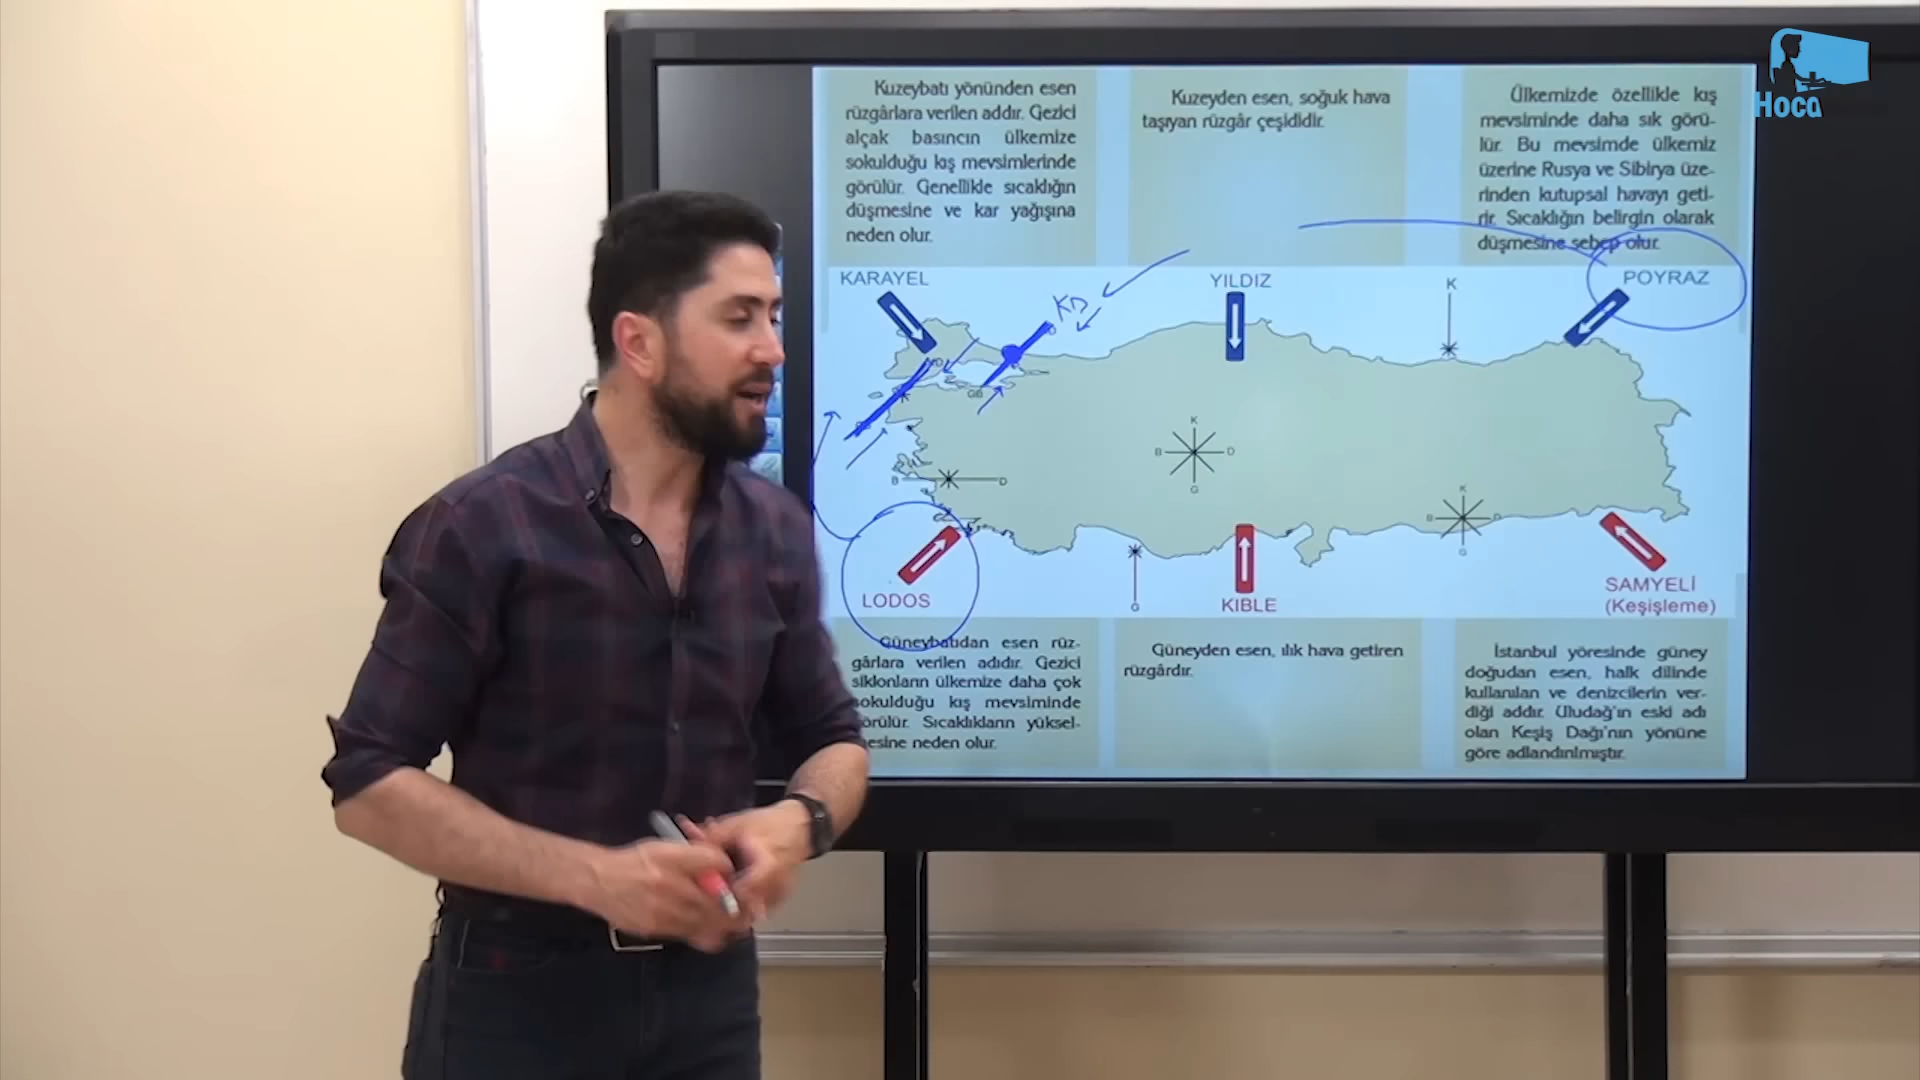 Hoca
Kuzeybatı yönünden esen
rüzgârlara verilen addır. Gezici
alçak basıncın ülkemize
sokulduğu kış mevsimlerinde
görülür. Genellikle sıcaklığın
düşmesine ve kar yağışına
neden olur.
Kuzeyden esen, soğuk hava
taşıyan rüzgâr çeşididir.
Ülkemizde özellikle kış
mevsiminde daha sık görü-
lür. Bu mevsimde ülkemiz
üzerine Rusya ve Sibirya üze-
rinden kutupsal havayı geti-
rir. Sıcaklığın belirgin olarak
düşmesine sebep olur.
KARAYEL
YILDIZ
K
POYRAZ
KD
GB
K
B
D
G
B
D
K
B
D
G
G
LODOS
KIBLE
SAMYELİ
(Keşişleme)
Güneybatıdan esen rüz-
gârlara verilen adıdır. Gezici
siklonların ülkemize daha çok
sokulduğu kış mevsiminde
görülür. Sıcaklıkların yüksel-
mesine neden olur.
Güneyden esen, ılık hava getiren
rüzgârdır.
İstanbul yöresinde güney
doğudan esen, halk dilinde
kullanılan ve denizcilerin ver-
diği addır. Uludağ'ın eski adı
olan Keşiş Dağı'nın yönüne
göre adlandırılmıştır.